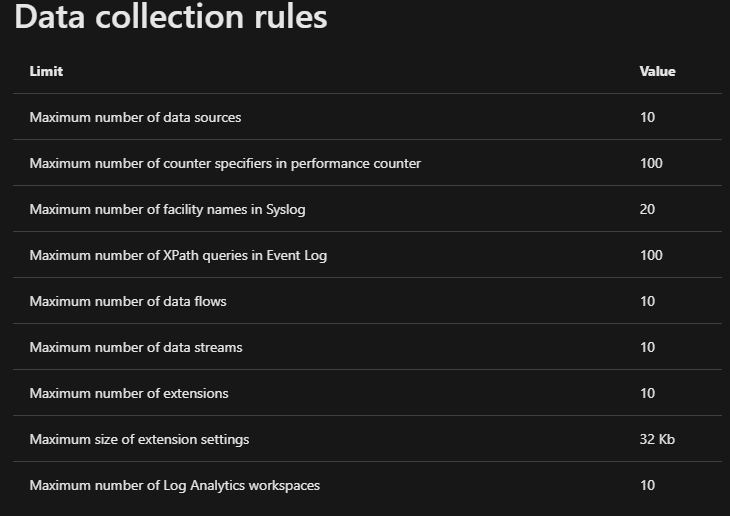 Data collection rules
Limit Value
Maximum number of data sources 10
Maximum number of counter specifiers in performance counter 100
Maximum number of facility names in Syslog 20
Maximum number of XPath queries in Event Log 100
Maximum number of data flows 10
Maximum number of data streams 10
Maximum number of extensions 10
Maximum size of extension settings 32 Kb
Maximum number of Log Analytics workspaces 10